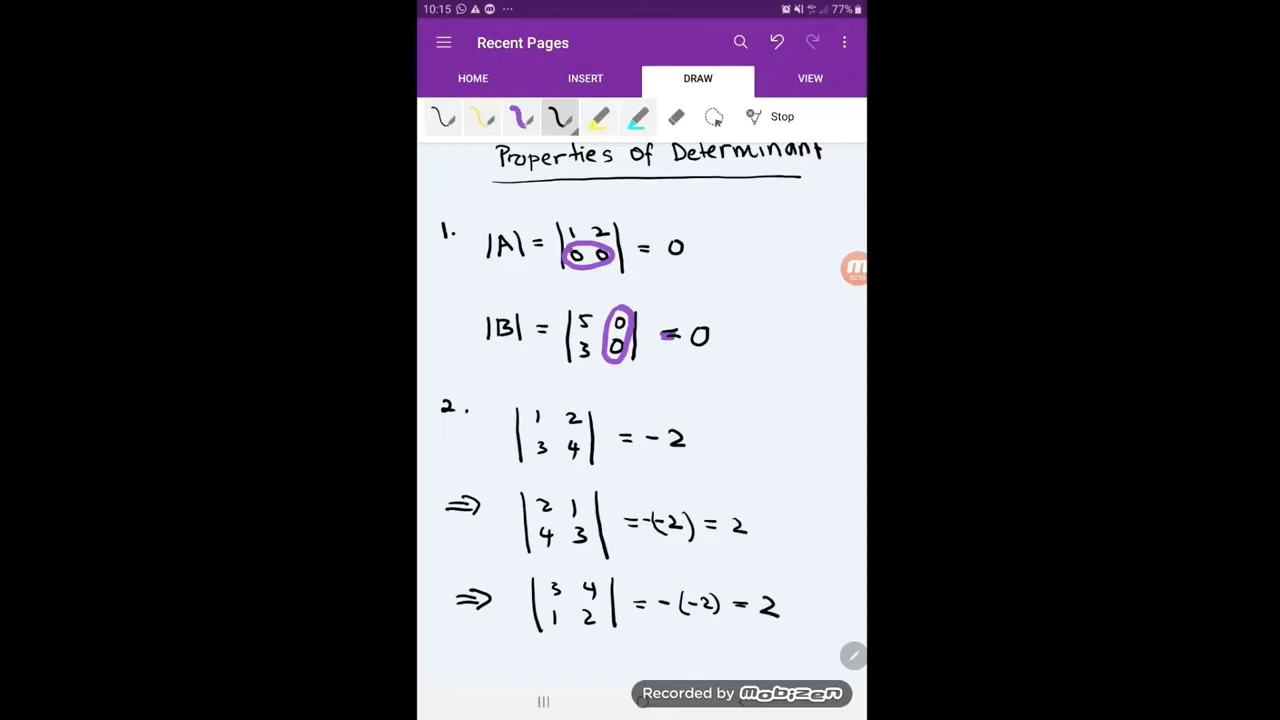 10:15 77%
Recent Pages
HOME INSERT DRAW VIEW
Stop
Properties of Determinant
1. |A| = |1 2| = 0
|0 0|
|B| = |5 0| = 0
|3 0|
2. |1 2| = -2
|3 4|
⇒ |2 1| = -(-2) = 2
|4 3|
⇒ |3 4| = -(-2) = 2
|1 2|
Recorded by mobizen